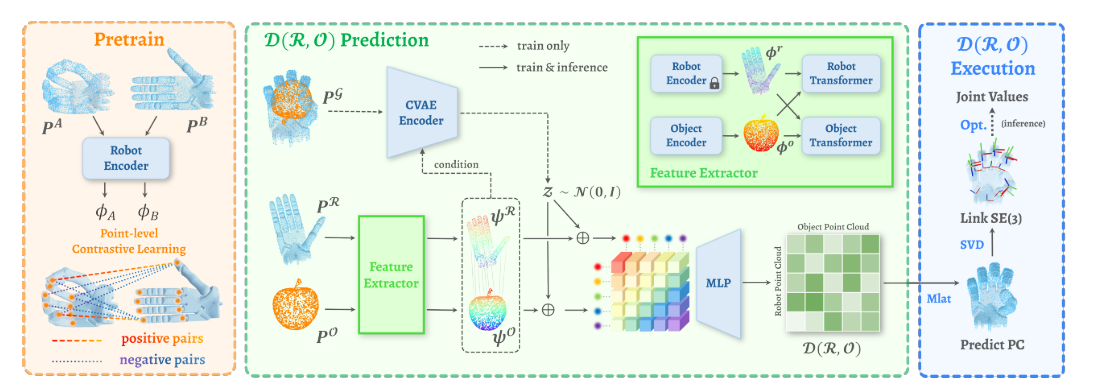 Pretrain
P^A
P^B
Robot
Encoder
ϕ_A
ϕ_B
Point-level
Contrastive Learning
positive pairs
negative pairs
D(R, O) Prediction
train only
train & inference
P^G
CVAE
Encoder
condition
z ~ N(0, I)
P^R
P^O
Feature
Extractor
ψ^R
ψ^O
Robot
Encoder
ϕ^r
Robot
Transformer
Object
Encoder
ϕ^o
Object
Transformer
Feature Extractor
MLP
Object Point Cloud
Robot Point Cloud
D(R, O)
D(R, O)
Execution
Joint Values
Opt.
(inference)
Link SE(3)
SVD
Mlat
Predict PC